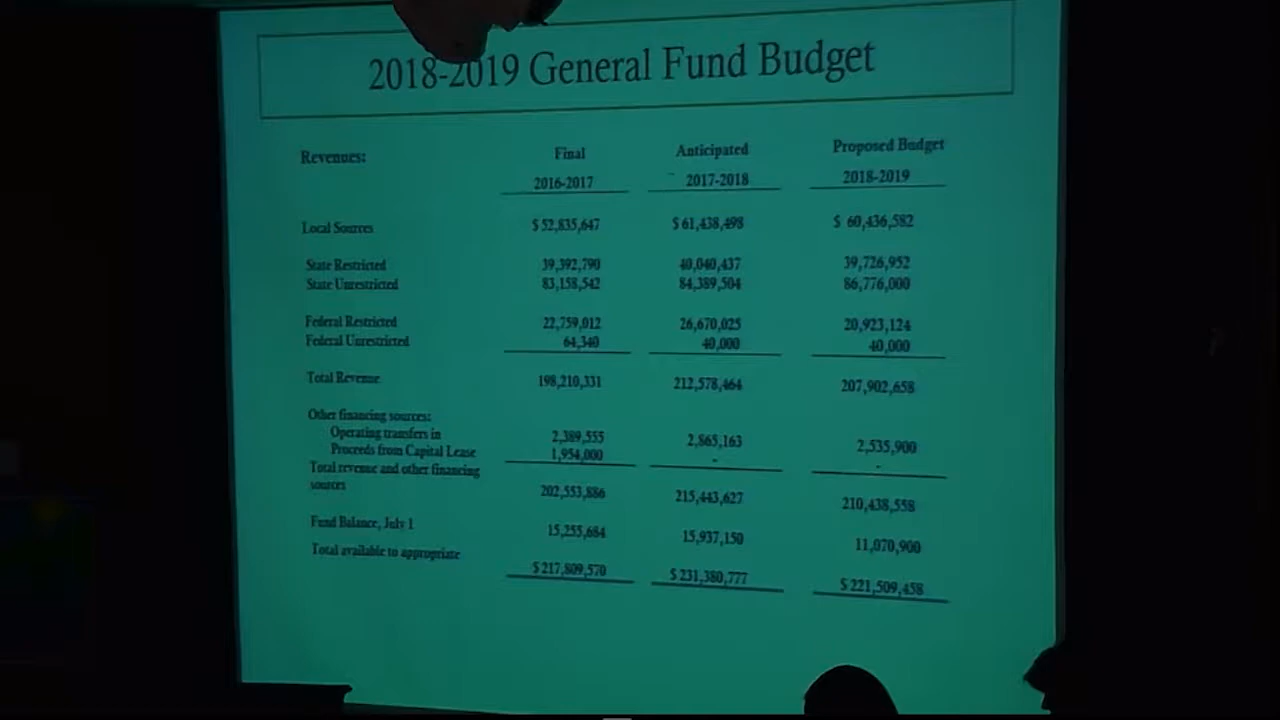 2018-2019 General Fund Budget
Revenues: Final Anticipated Proposed Budget
2016-2017 2017-2018 2018-2019
Local Sources $ 52,835,647 $ 61,438,498 $ 60,436,582
State Restricted 39,392,790 40,040,437 39,726,952
State Unrestricted 83,158,542 84,389,504 86,776,000
Federal Restricted 22,759,012 26,670,025 20,923,124
Federal Unrestricted 64,340 40,000 40,000
Total Revenue 198,210,331 212,578,464 207,902,658
Other financing sources:
Operating transfers in 2,389,555 2,865,163 2,535,900
Proceeds from Capital Lease 1,954,000 - -
Total revenue and other financing
sources 202,553,886 215,443,627 210,438,558
Fund Balance, July 1 15,255,684 15,937,150 11,070,900
Total available to appropriate $ 217,809,570 $ 231,380,777 $ 221,509,458